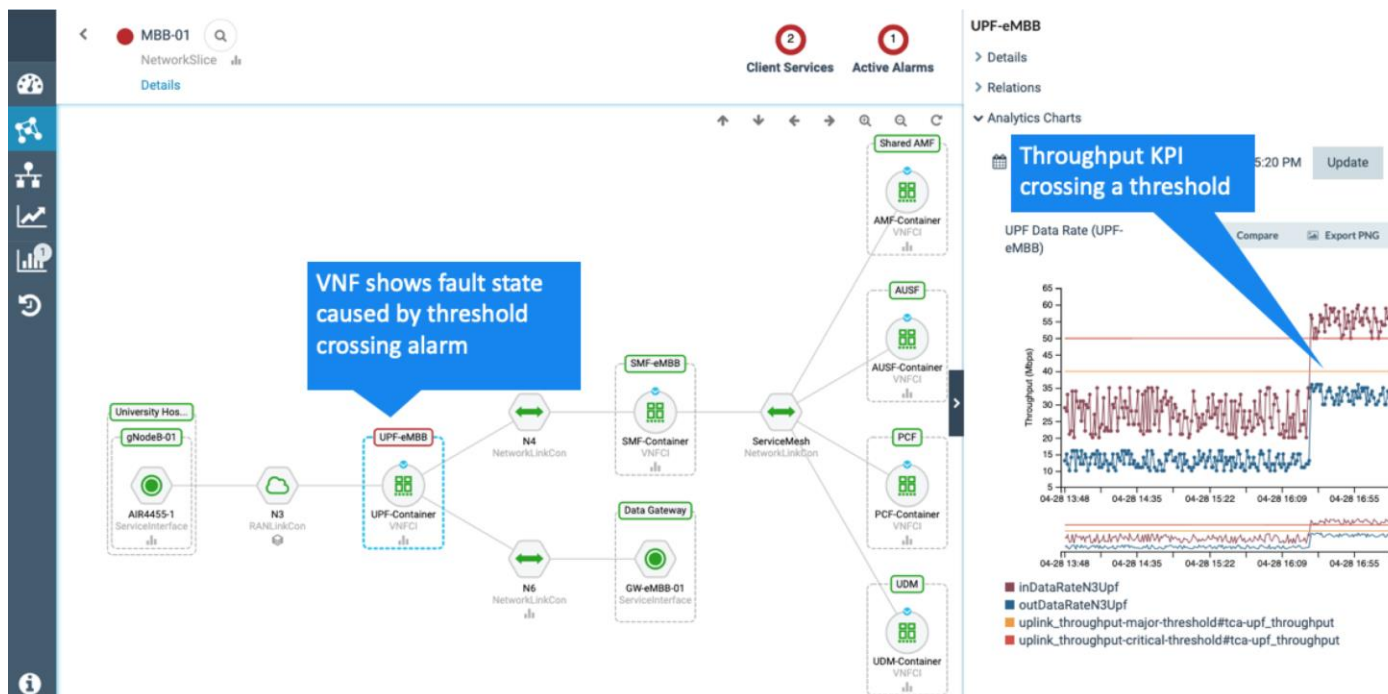 MBB-01
NetworkSlice
Details
2
Client Services
1
Active Alarms
1
VNF shows fault state
caused by threshold
crossing alarm
University Hos...
gNodeB-01
AIR4455-1
ServiceInterface
N3
RANLinkCon
UPF-eMBB
UPF-Container
VNFCI
N4
NetworkLinkCon
N6
NetworkLinkCon
SMF-eMBB
SMF-Container
VNFCI
Data Gateway
GW-eMBB-01
ServiceInterface
ServiceMesh
NetworkLinkCon
Shared AMF
AMF-Container
VNFCI
AUSF
AUSF-Container
VNFCI
PCF
PCF-Container
VNFCI
UDM
UDM-Container
VNFCI
UPF-eMBB
Details
Relations
Analytics Charts
Throughput KPI
crossing a threshold
5:20 PM
Update
UPF Data Rate (UPF-
eMBB)
Compare
Export PNG
Throughput (Mbps)
65
60
55
50
45
40
35
30
25
20
15
10
5
04-28 13:48 04-28 14:35 04-28 15:22 04-28 16:09 04-28 16:55
04-28 13:48 04-28 14:35 04-28 15:22 04-28 16:09 04-28 16:55
inDataRateN3Upf
outDataRateN3Upf
uplink_throughput-major-threshold#tca-upf_throughput
uplink_throughput-critical-threshold#tca-upf_throughput